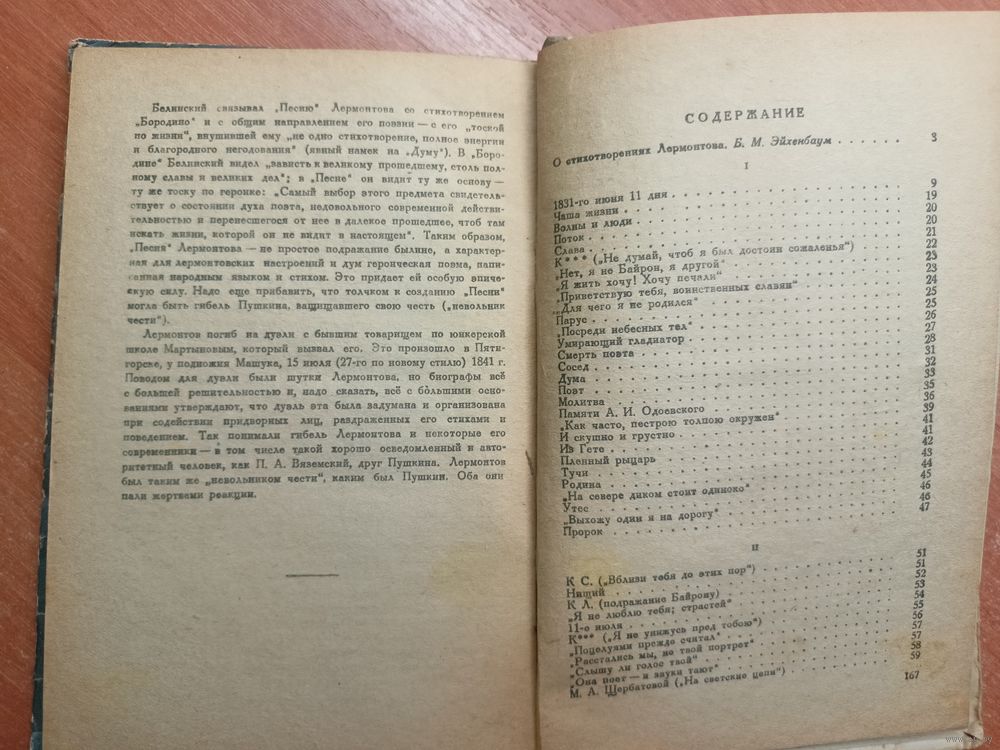 Белинский связывал „Песню“ Лермонтова со стихотворением
„Бородино“ и с общим направлением его поэзии — с его „тоской
по жизни“, внушившей ему „не одно стихотворение, полное энергии
и благородного негодования“ (явный намек на „Думу“). В „Боро-
дине“ Белинский видел „зависть к великому прошедшему, столь пол-
ному славы и великих дел“; в „Песне“ он видит ту же основу —
ту же тоску по героике: „Самый выбор этого предмета свидетель-
ствует о состоянии духа поэта, недовольного современной действи-
тельностью и перенесшегося от нее в далекое прошедшее, чтоб там
искать жизни, которой он не видит в настоящем“. Таким образом,
„Песня“ Лермонтова — не простое подражание былине, а характер-
ная для лермонтовских настроений и дум героическая поэма, напи-
санная народным языком и стихом. Это придает ей особую эпиче-
скую силу. Надо еще прибавить, что толчком к созданию „Песни“
могла быть гибель Пушкина, защищавшего свою честь („невольник
чести“).
Лермонтов погиб на дуэли с бывшим товарищем по юнкерской
школе Мартыновым, который вызвал его. Это произошло в Пяти-
горске, у подножия Машука, 15 июля (27-го по новому стилю) 1841 г.
Поводом для дуэли были шутки Лермонтова, но биографы всё
с большей решительностью и, надо сказать, всё с бо́льшими осно-
ваниями утверждают, что дуэль эта была задумана и организована
при содействии придворных лиц, раздраженных его стихами и
поведением. Так понимали гибель Лермонтова и некоторые его
современники — в том числе такой хорошо осведомленный и авто-
ритетный человек, как П. А. Вяземский, друг Пушкина. Лермонтов
был таким же „невольником чести“, каким был Пушкин. Оба они
пали жертвами реакции.
СОДЕРЖАНИЕ
О стихотворениях Лермонтова. Б. М. Эйхенбаум . . . . . . 3
I
1831-го июня 11 дня . . . . . . 9
Чаша жизни . . . . . . 19
Волны и люди . . . . . . 20
Поток . . . . . . 20
Слава . . . . . . 21
К *** („Не думай, чтоб я был достоин сожаленья“) 22
„Нет, я не Байрон, я другой“ . . . . . . 23
„Я жить хочу! Хочу печали“ . . . . . . 23
„Приветствую тебя, воинственных славян“ . . . . . . 24
„Для чего я не родился“ . . . . . . 25
Парус . . . . . . 25
„Посреди небесных тел“ . . . . . . 26
Умирающий гладиатор . . . . . . 27
Смерть поэта . . . . . . 28
Сосед . . . . . . 31
Дума . . . . . . 32
Поэт . . . . . . 33
Молитва . . . . . . 35
Памяти А. И. Одоевского . . . . . . 36
„Как часто, пестрою толпою окружен“ . . . . . . 39
И скушно и грустно . . . . . . 41
Из Гете . . . . . . 41
Пленный рыцарь . . . . . . 42
Тучи . . . . . . 43
Родина . . . . . . 44
„На севере диком стоит одиноко“ . . . . . . 45
Утес . . . . . . 46
„Выхожу один я на дорогу“ . . . . . . 46
Пророк . . . . . . 47
II
К С. („Вблизи тебя до этих пор“) . . . . . . 51
Нищий . . . . . . 51
К Л. (подражание Байрону) . . . . . . 52
„Я не люблю тебя; страстей“ . . . . . . 53
11-е июля . . . . . . 54
К*** („Я не унижусь пред тобою“) . . . . . . 55
„Поцелуями прежде считал“ . . . . . . 56
„Расстались мы, но твой портрет“ . . . . . . 57
„Слышу ли голос твой“ . . . . . . 57
„Она поет — и звуки тают“ . . . . . . 58
М. А. Щербатовой („На светские цепи“) . . . . . . 59
167